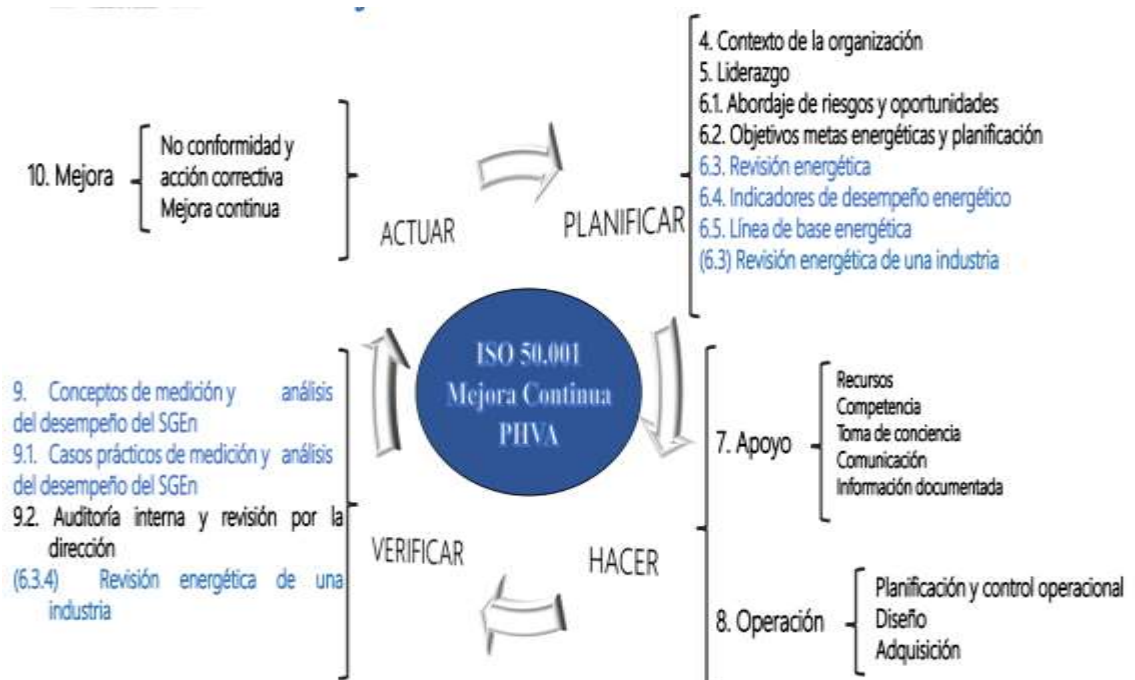 4. Contexto de la organización
5. Liderazgo
6.1. Abordaje de riesgos y oportunidades
6.2. Objetivos metas energéticas y planificación
6.3. Revisión energética
6.4. Indicadores de desempeño energético
6.5. Línea de base energética
(6.3) Revisión energética de una industria
10. Mejora
No conformidad y
acción correctiva
Mejora continua
ACTUAR
PLANIFICAR
ISO 50.001
Mejora Continua
PHVA
9. Conceptos de medición y análisis
del desempeño del SGEn
9.1. Casos prácticos de medición y análisis
del desempeño del SGEn
9.2. Auditoría interna y revisión por la
dirección
(6.3.4) Revisión energética de una
industria
VERIFICAR
HACER
7. Apoyo
Recursos
Competencia
Toma de conciencia
Comunicación
Información documentada
8. Operación
Planificación y control operacional
Diseño
Adquisición